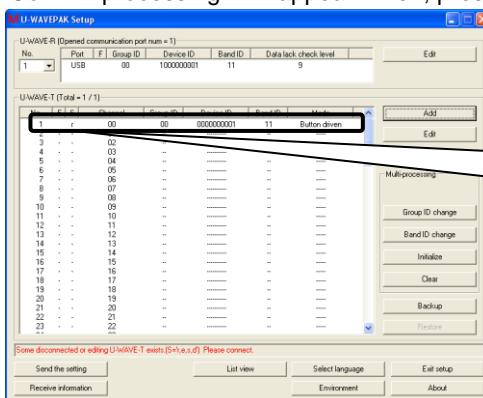 U-WAVEPAK Setup
U-WAVE-R (Opened communication port num = 1)
No. Port F Group ID Device ID Band ID Data lack check level Edit
1 USB 00 1000000001 11 9
U-WAVE-T (Total = 1 / 1)
Add
1 r 00 00 0000000001 11 Button driven
Edit
3 - - 02 -- ---------- -- ----
4 - - 03 -- ---------- -- ----
5 - - 04 -- ---------- -- ----
6 - - 05 -- ---------- -- ----
Multi-processing
7 - - 06 -- ---------- -- ----
8 - - 07 -- ---------- -- ----
9 - - 08 -- ---------- -- ----
10 - - 09 -- ---------- -- ----
Group ID change
11 - - 10 -- ---------- -- ----
12 - - 11 -- ---------- -- ----
13 - - 12 -- ---------- -- ----
Band ID change
14 - - 13 -- ---------- -- ----
15 - - 14 -- ---------- -- ----
Initialize
16 - - 15 -- ---------- -- ----
17 - - 16 -- ---------- -- ----
Clear
18 - - 17 -- ---------- -- ----
19 - - 18 -- ---------- -- ----
20 - - 19 -- ---------- -- ----
Backup
21 - - 20 -- ---------- -- ----
22 - - 21 -- ---------- -- ----
23 - - 22 -- ---------- -- ----
Restore
Some disconnected or editing U-WAVE-T exists.(S='r,e,s,d') Please connect.
Send the setting List view Select language Exit setup
Receive information Environment About